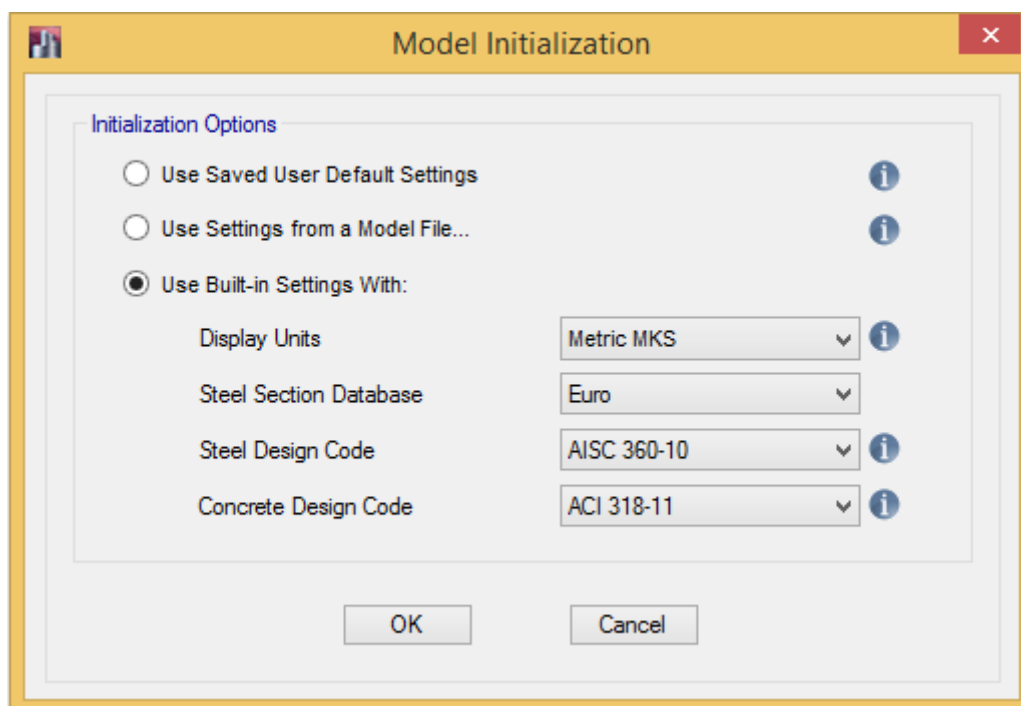 Model Initialization
Initialization Options
Use Saved User Default Settings
Use Settings from a Model File...
Use Built-in Settings With:
Display Units Metric MKS
Steel Section Database Euro
Steel Design Code AISC 360-10
Concrete Design Code ACI 318-11
OK Cancel